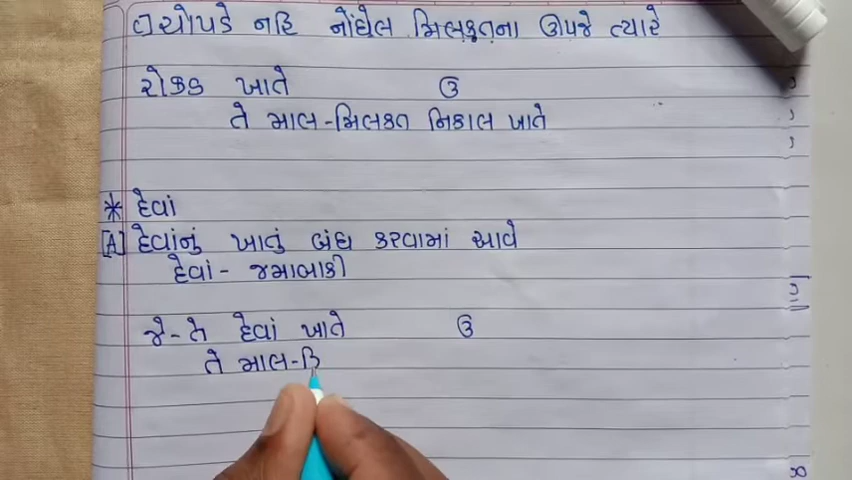 ચોપડે નહિ નોંધેલ મિલકતના ઊપજે ત્યારે
રોકડ ખાતે ઉ
તે માલ-મિલકત નિકાલ ખાતે
* દેવાં
[A] દેવાંનું ખાતું બંધ કરવામાં આવે
દેવાં - જમાબાકી
જે-તે દેવાં ખાતે ઉ
તે માલ-મિ